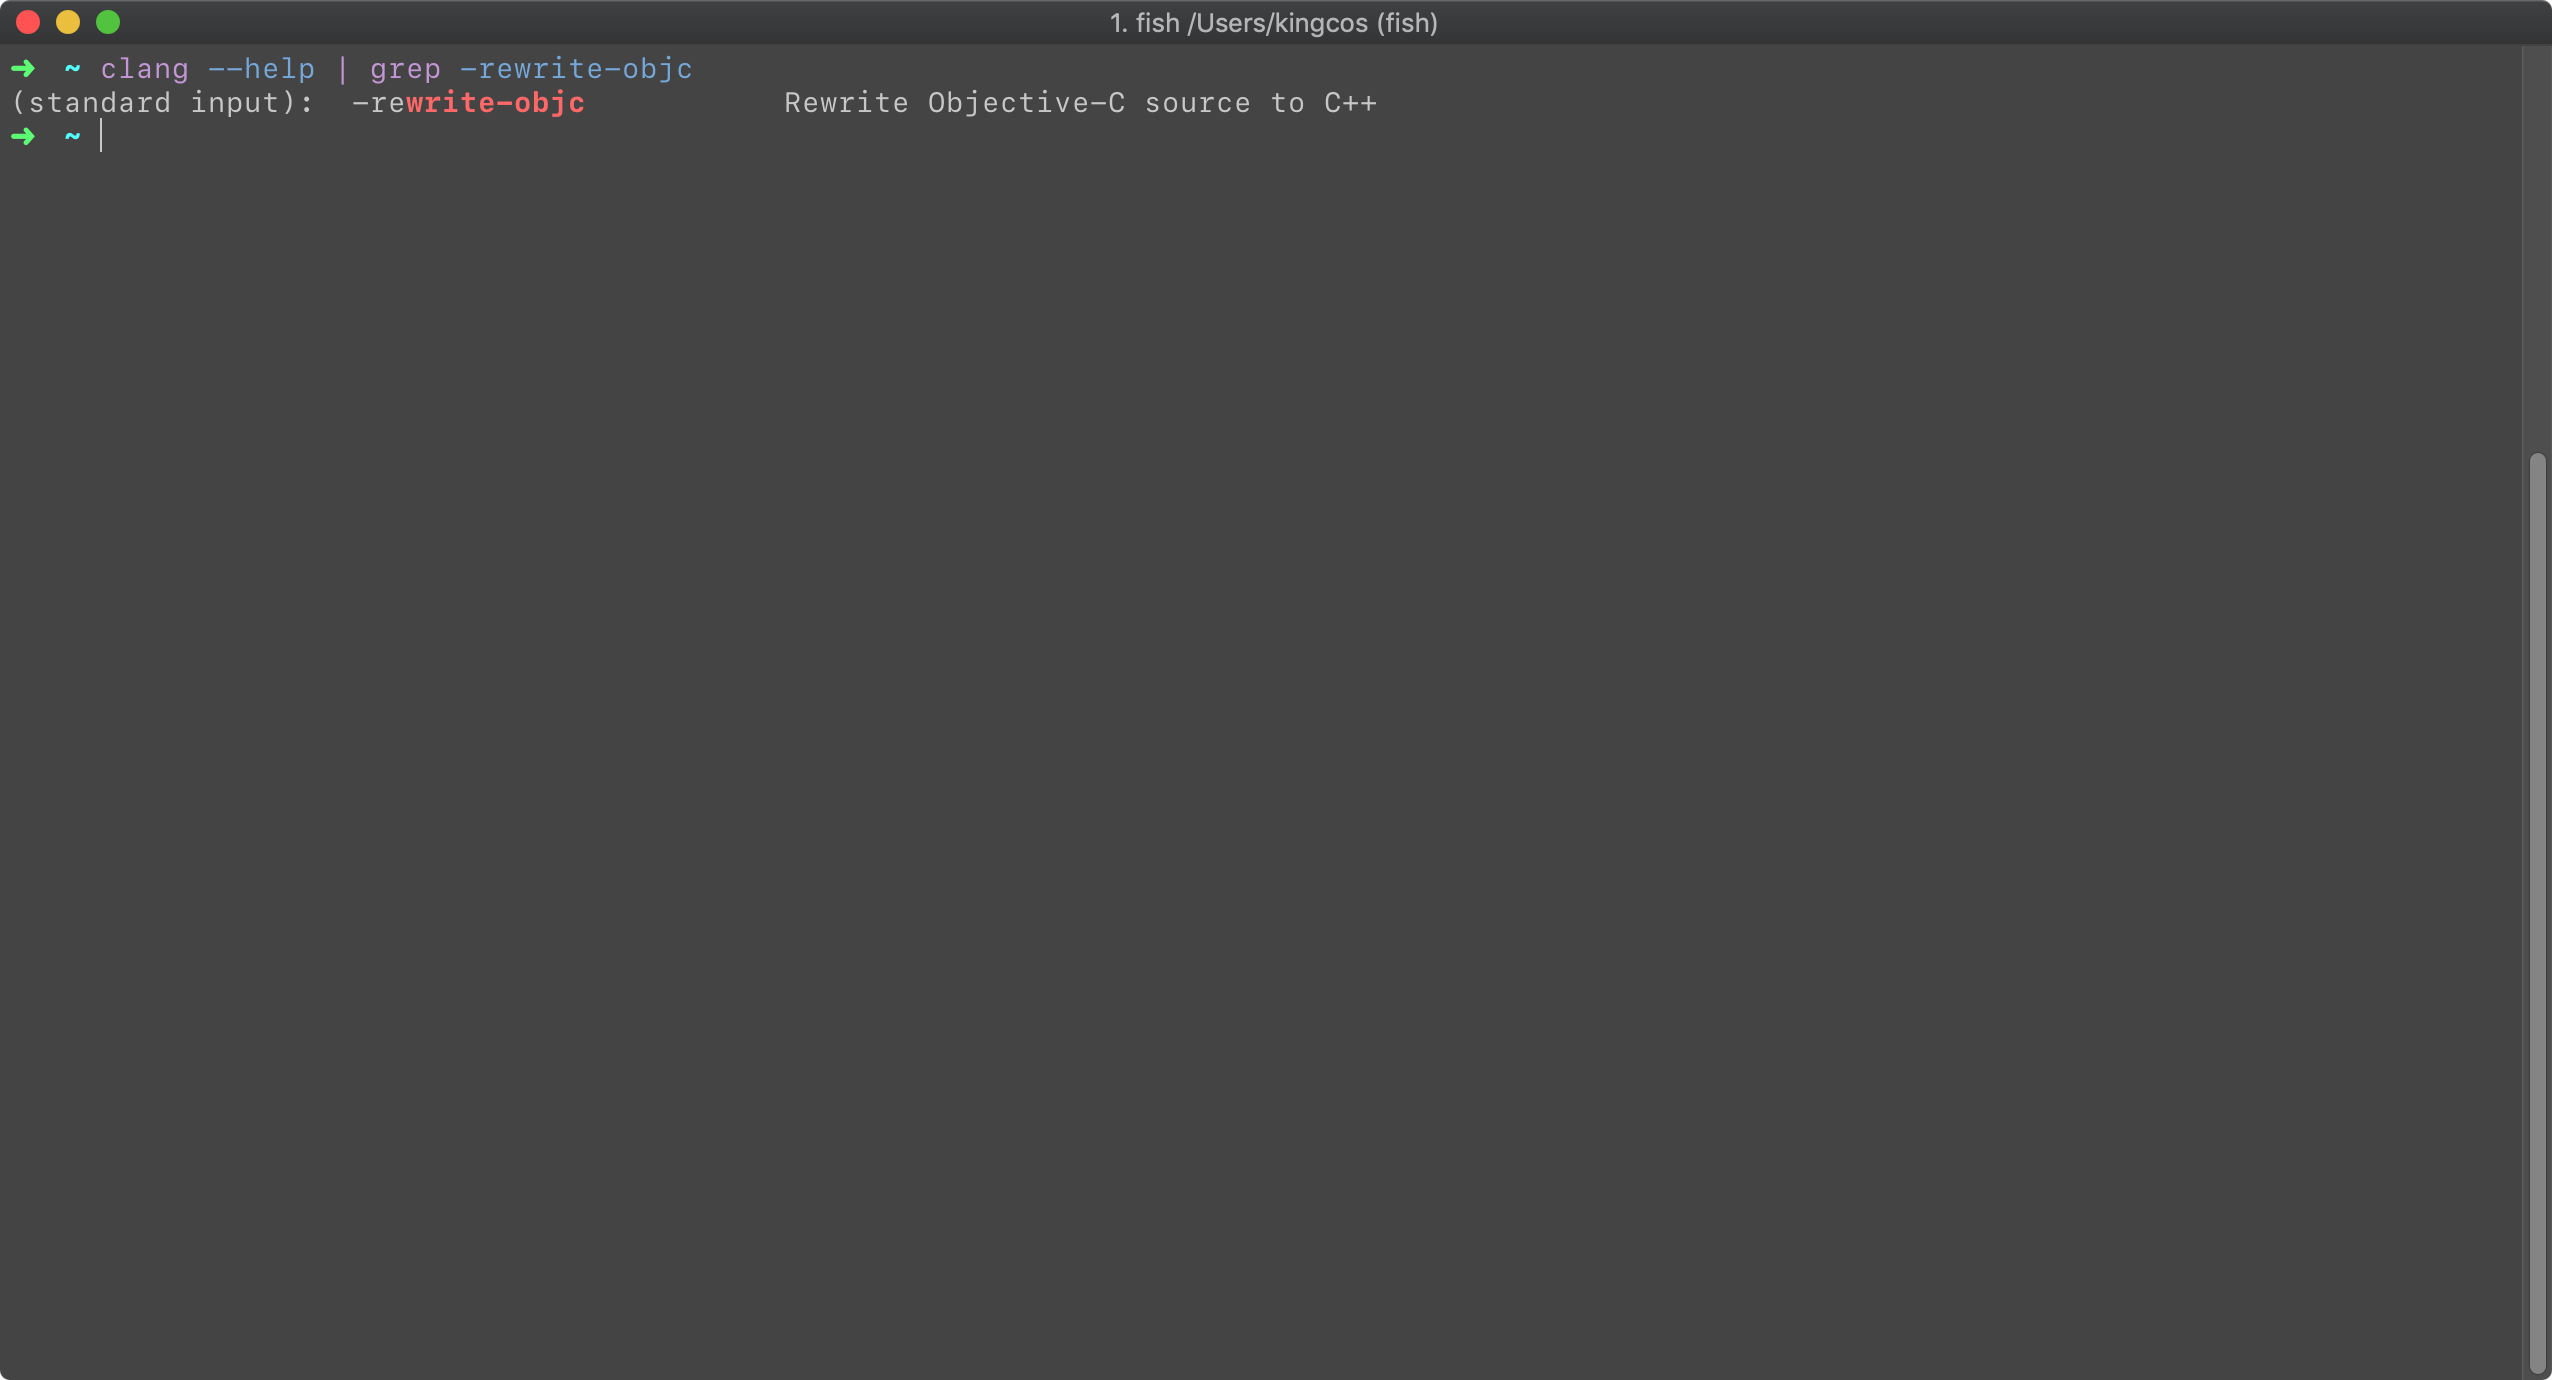 1. fish /Users/kingcos (fish)
➜ ~ clang --help | grep -rewrite-objc
(standard input):  -rewrite-objc           Rewrite Objective-C source to C++
➜ ~